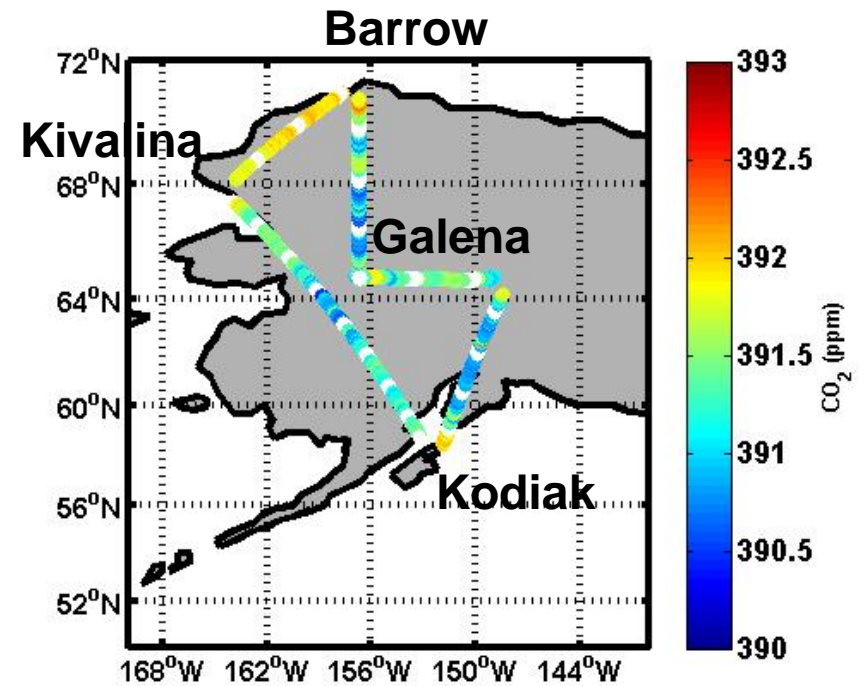 Barrow
72°N
Kivalina
68°N
Galena
64°N
60°N
Kodiak
56°N
52°N
168°W 162°W 156°W 150°W 144°W
393
392.5
392
391.5
391
390.5
390
CO₂ (ppm)